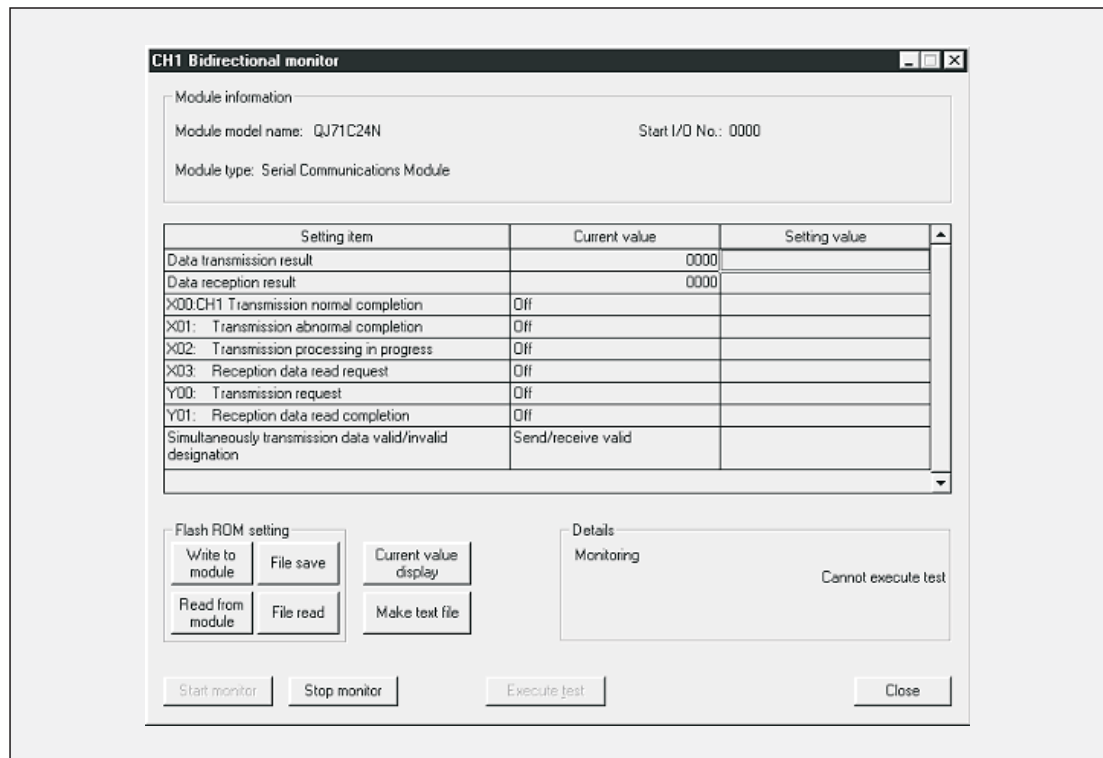 CH1 Bidirectional monitor
Module information
Module model name: QJ71C24N Start I/O No.: 0000
Module type: Serial Communications Module
Setting item Current value Setting value
Data transmission result 0000
Data reception result 0000
X00:CH1 Transmission normal completion Off
X01: Transmission abnormal completion Off
X02: Transmission processing in progress Off
X03: Reception data read request Off
Y00: Transmission request Off
Y01: Reception data read completion Off
Simultaneously transmission data valid/invalid Send/receive valid
designation
Flash ROM setting
Write to
module
File save
Current value
display
Read from
module
File read
Make text file
Details
Monitoring
Cannot execute test
Start monitor Stop monitor Execute test Close